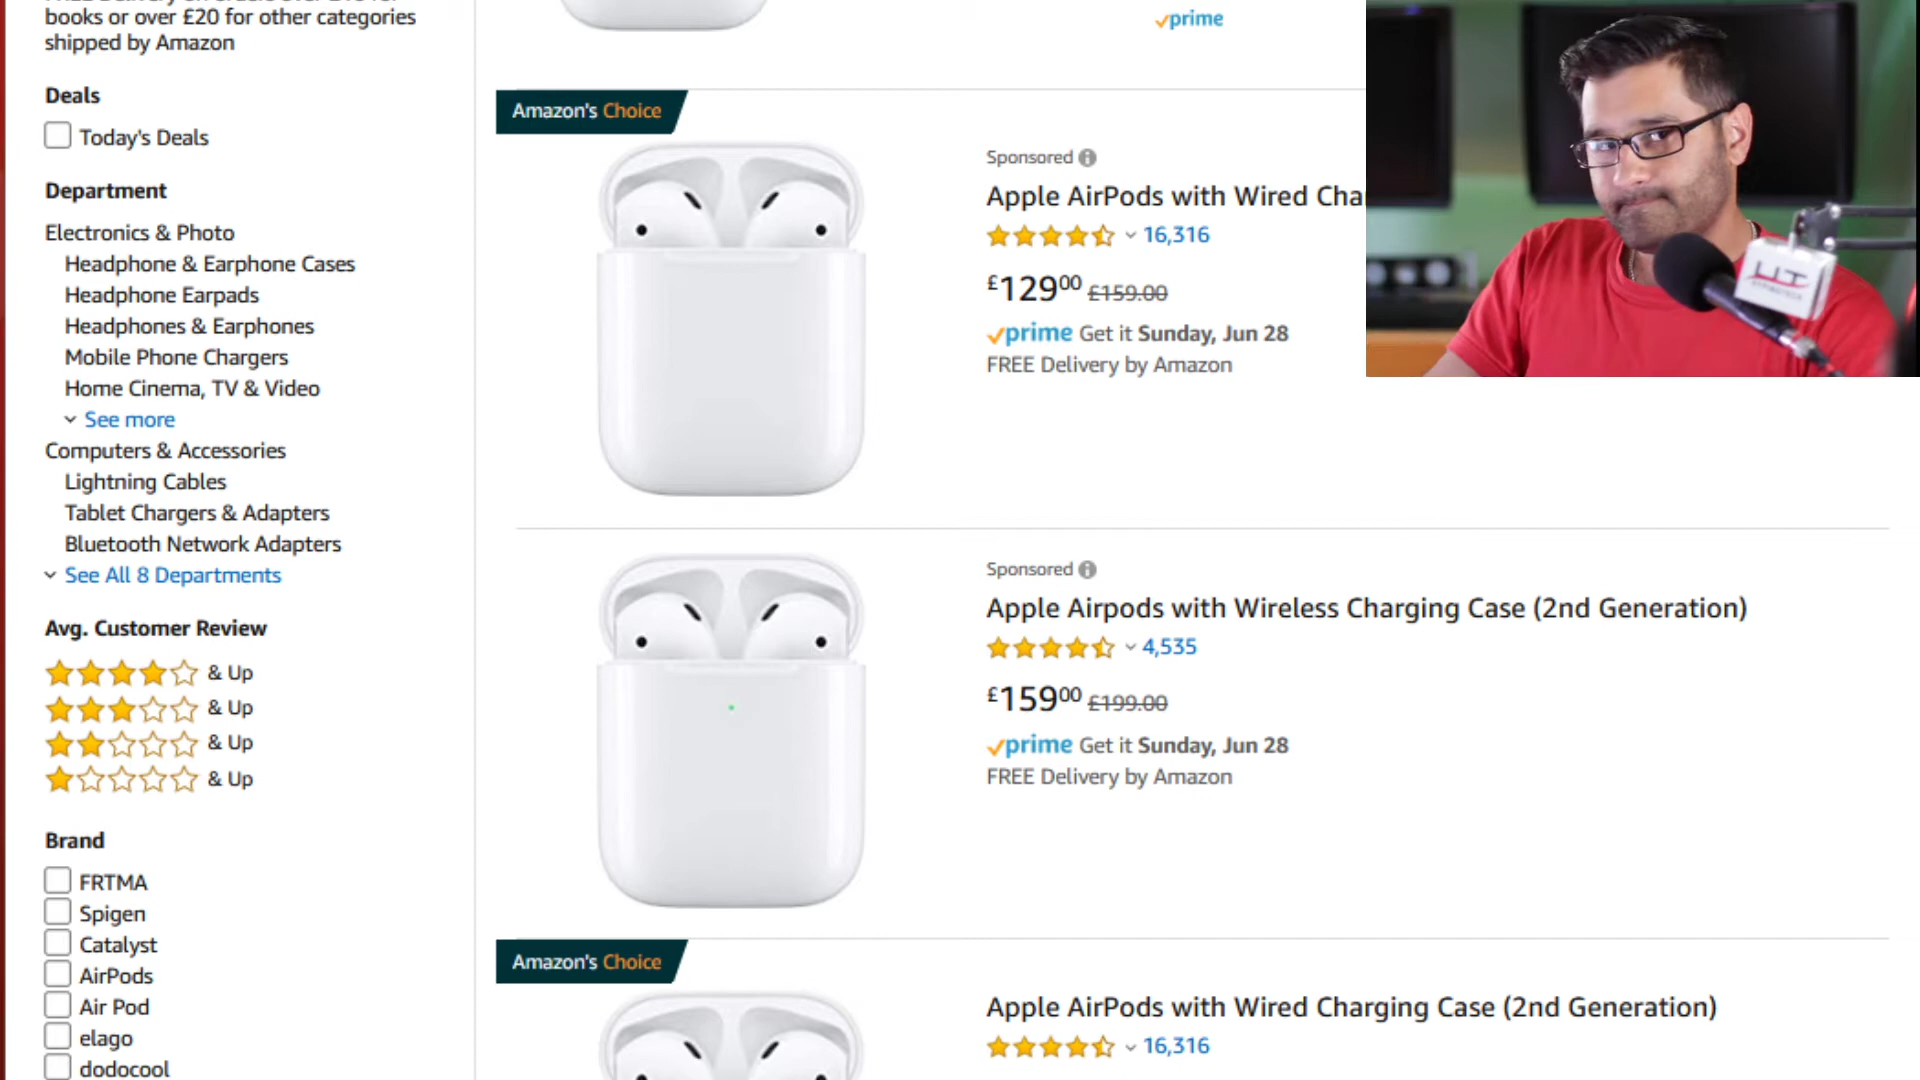 books or over £20 for other categories
shipped by Amazon
Deals
Today's Deals
Department
Electronics & Photo
Headphone & Earphone Cases
Headphone Earpads
Headphones & Earphones
Mobile Phone Chargers
Home Cinema, TV & Video
See more
Computers & Accessories
Lightning Cables
Tablet Chargers & Adapters
Bluetooth Network Adapters
See All 8 Departments
Avg. Customer Review
& Up
& Up
& Up
& Up
Brand
FRTMA
Spigen
Catalyst
AirPods
Air Pod
elago
dodocool
prime
Amazon's Choice
Sponsored
Apple AirPods with Wired Cha
16,316
£129.00 £159.00
prime Get it Sunday, Jun 28
FREE Delivery by Amazon
Sponsored
Apple Airpods with Wireless Charging Case (2nd Generation)
4,535
£159.00 £199.00
prime Get it Sunday, Jun 28
FREE Delivery by Amazon
Amazon's Choice
Apple AirPods with Wired Charging Case (2nd Generation)
16,316